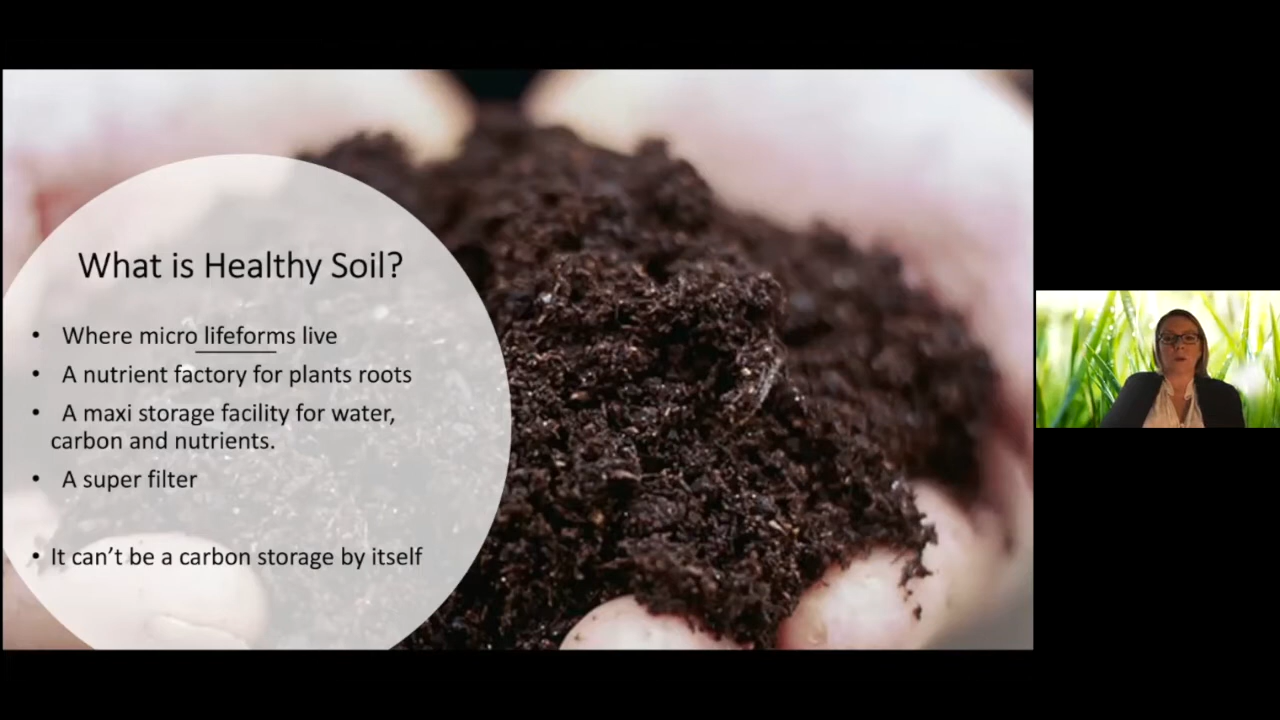 What is Healthy Soil?
• Where micro lifeforms live
• A nutrient factory for plants roots
• A maxi storage facility for water,
carbon and nutrients.
• A super filter
• It can’t be a carbon storage by itself